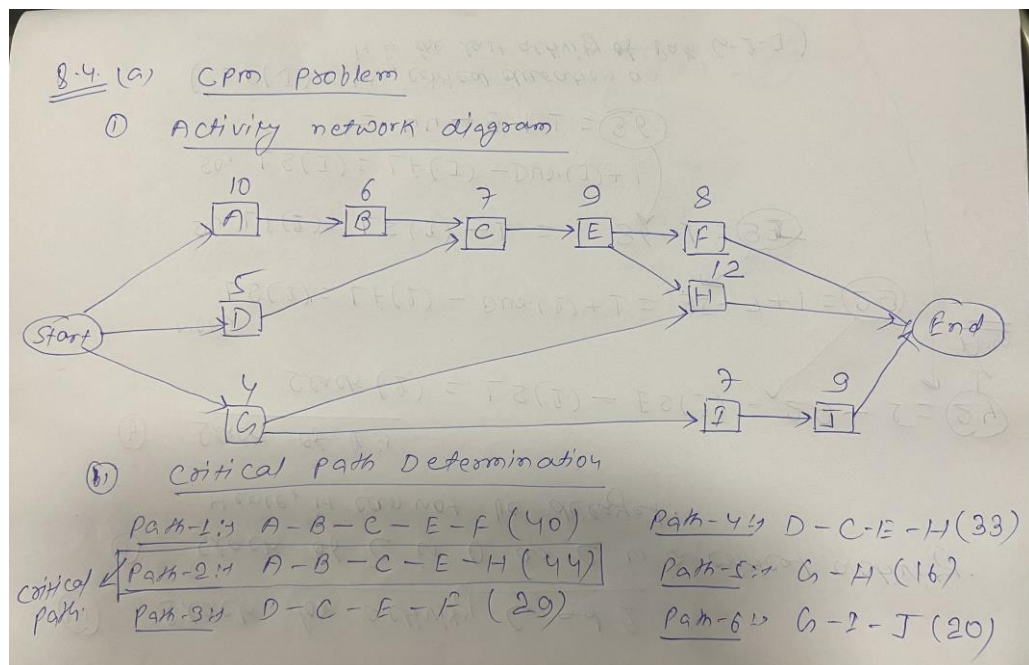 8.4. (a) CPM Problem
① Activity network diagram
10 6 7 9 8
A B C E F
5 12
D H
Start End
4 7 9
G I J
(b) Critical Path Determination
Path-1:→ A-B-C-E-F (40) Path-4:→ D-C-E-H (33)
Critical Path: Path-2:→ A-B-C-E-H (44) Path-5:→ G-H (16)
Path-3:→ D-C-E-F (29) Path-6:→ G-I-J (20)